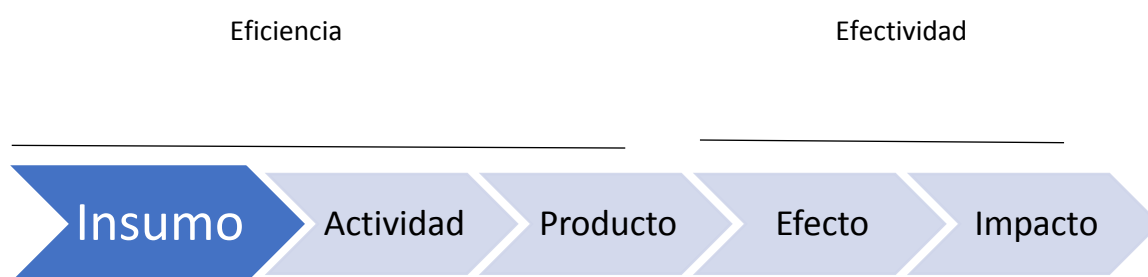 Eficiencia
Efectividad
Insumo
Actividad
Producto
Efecto
Impacto